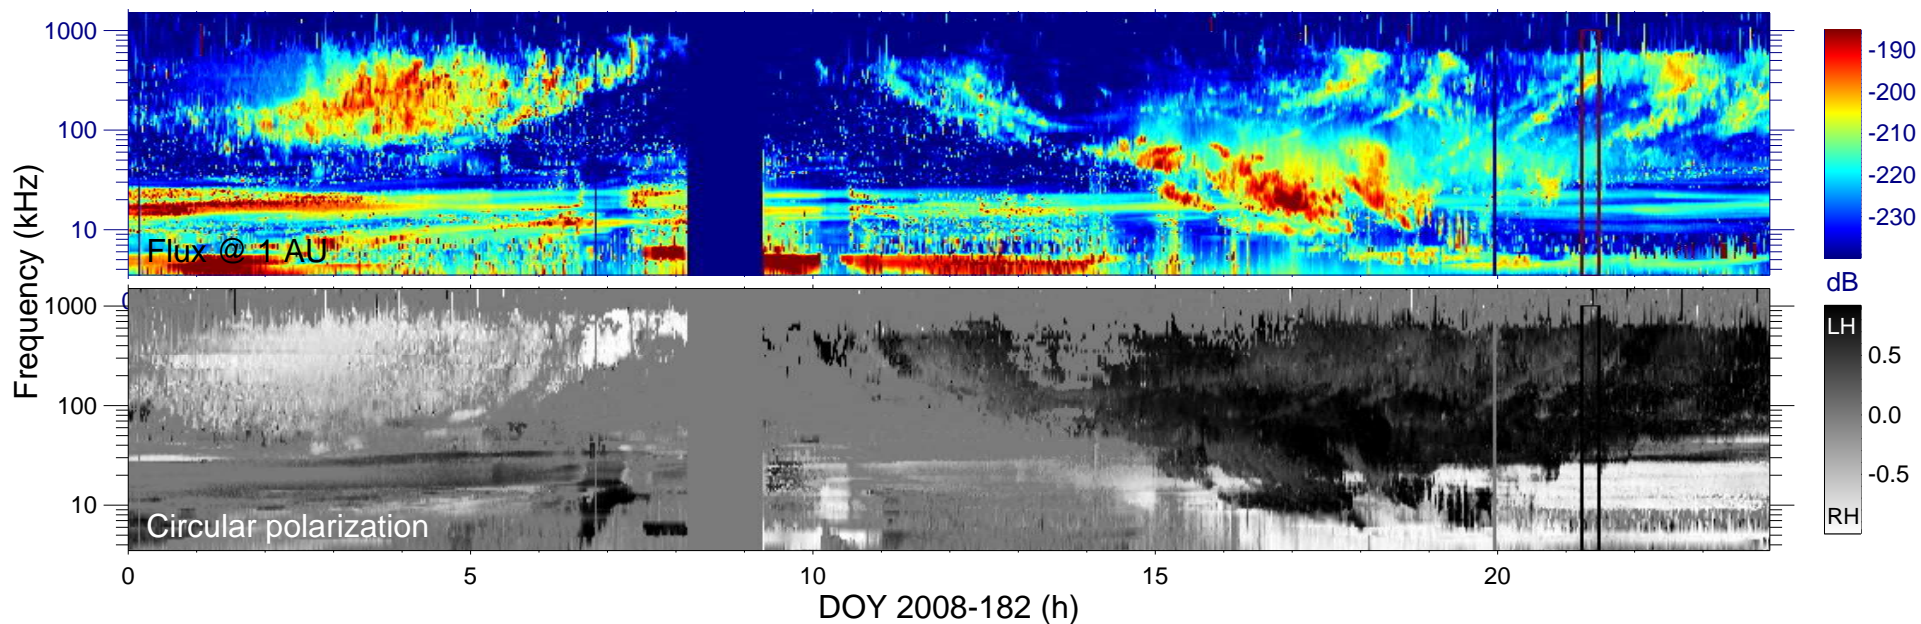 1000
100
10
Flux @ 1 AU
-190
-200
-210
-220
-230
dB
Frequency (kHz)
0
1000
100
10
Circular polarization
LH
0.5
0.0
-0.5
RH
0 5 10 15 20
DOY 2008-182 (h)